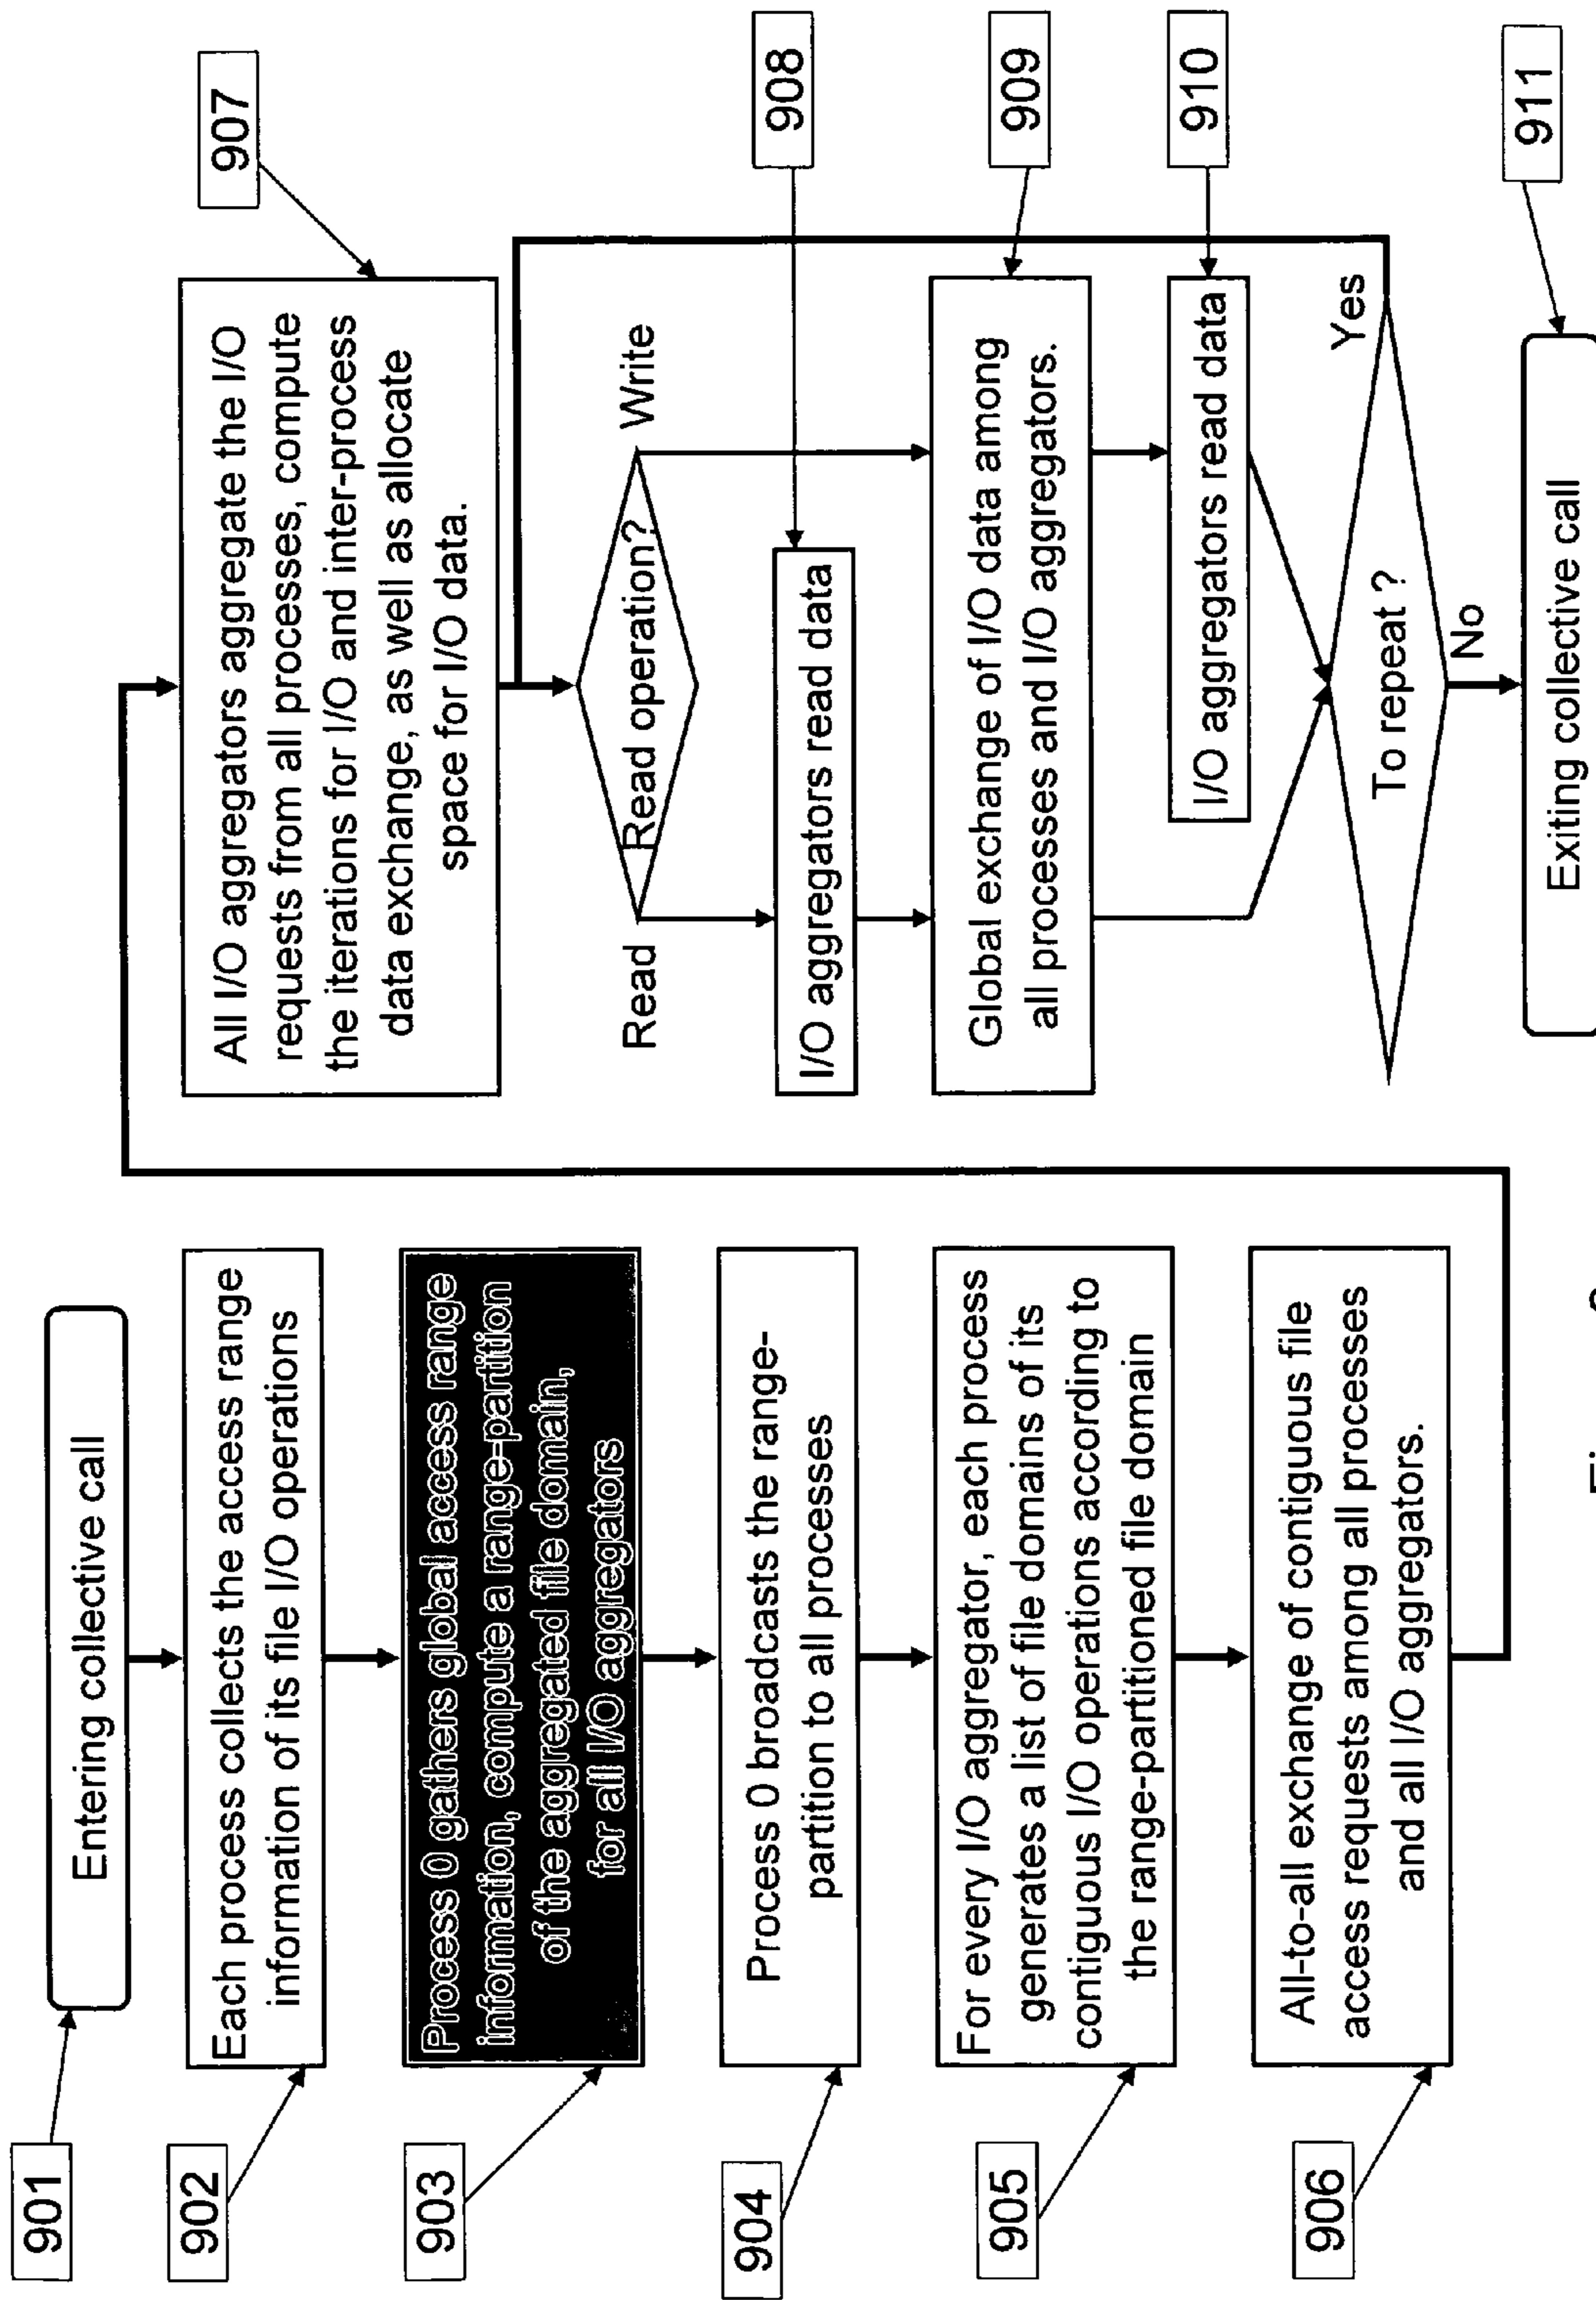 901
Entering collective call
902
Each process collects the access range
information of its file I/O operations
903
Process 0 gathers global access range
information, compute a range-partition
of the aggregated file domain,
for all I/O aggregators
904
Process 0 broadcasts the range-
partition to all processes
905
For every I/O aggregator, each process
generates a list of file domains of its
contiguous I/O operations according to
the range-partitioned file domain
906
All-to-all exchange of contiguous file
access requests among all processes
and all I/O aggregators.
907
All I/O aggregators aggregate the I/O
requests from all processes, compute
the iterations for I/O and inter-process
data exchange, as well as allocate
space for I/O data.
Read
Read operation?
Write
908
I/O aggregators read data
909
Global exchange of I/O data among
all processes and I/O aggregators.
910
I/O aggregators read data
To repeat ?
Yes
No
911
Exiting collective call